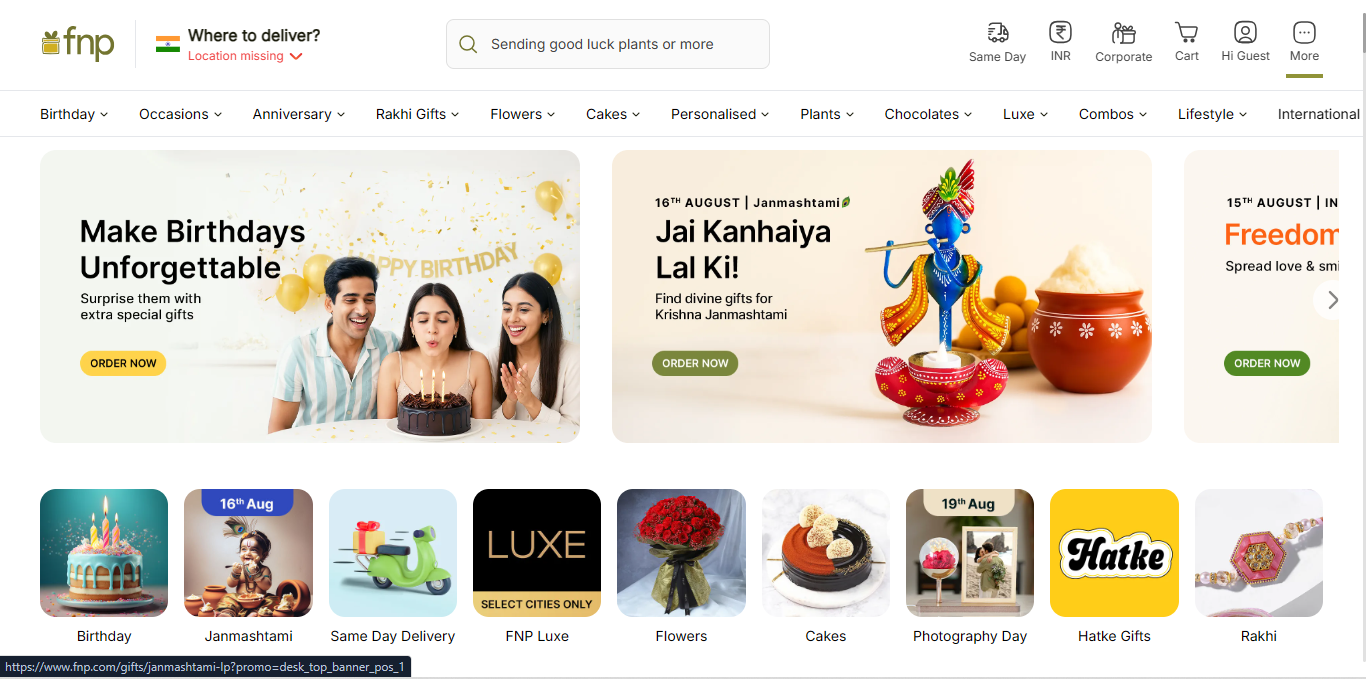 fnp
Where to deliver?
Location missing
Sending good luck plants or more
Same Day
INR
Corporate
Cart
Hi Guest
More
Birthday
Occasions
Anniversary
Rakhi Gifts
Flowers
Cakes
Personalised
Plants
Chocolates
Luxe
Combos
Lifestyle
International
HAPPY BIRTHDAY
Make Birthdays
Unforgettable
Surprise them with
extra special gifts
ORDER NOW
16TH AUGUST | Janmashtami
Jai Kanhaiya
Lal Ki!
Find divine gifts for
Krishna Janmashtami
ORDER NOW
15TH AUGUST | IN
Freedom
Spread love & smi
ORDER NOW
Birthday
16th Aug
Janmashtami
Same Day Delivery
LUXE
SELECT CITIES ONLY
FNP Luxe
Flowers
Cakes
19th Aug
Photography Day
Hatke
Hatke Gifts
Rakhi
https://www.fnp.com/gifts/janmashtami-lp?promo=desk_top_banner_pos_1